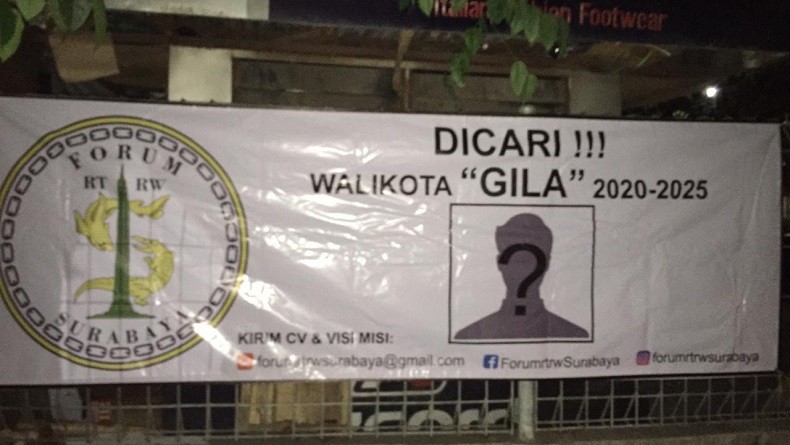 Footwear
FORUM
RT RW
SURABAYA
DICARI !!!
WALIKOTA "GILA" 2020-2025
?
KIRIM CV & VISI MISI:
forumrtrwsurabaya@gmail.com
ForumrtrwSurabaya
forumrtrwsurabaya